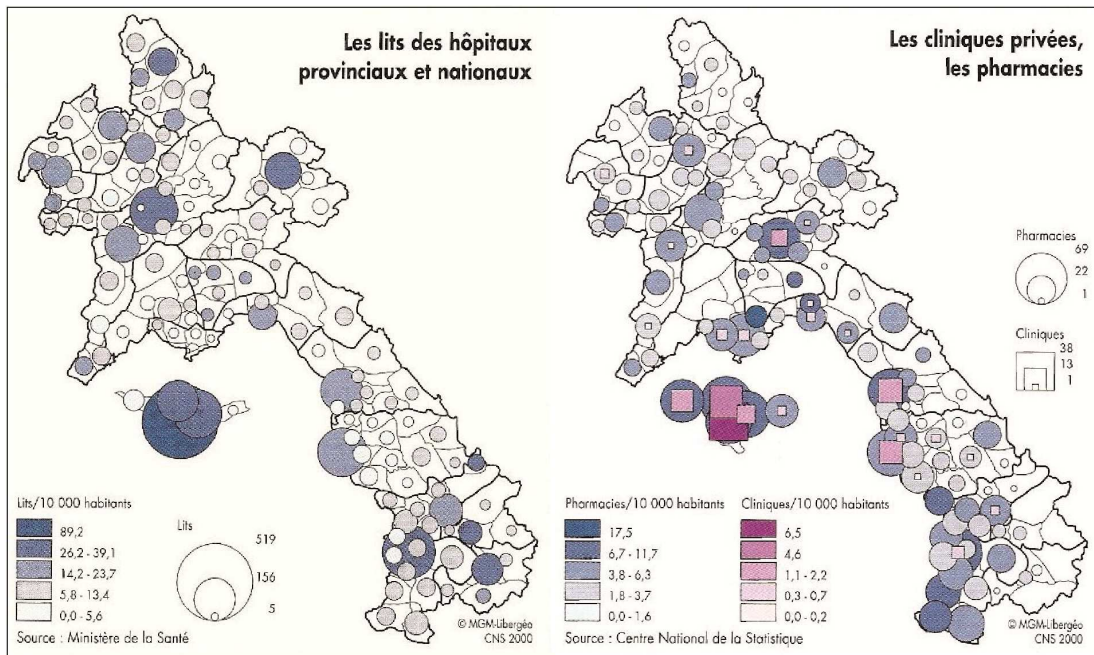 Les lits des hôpitaux
provinciaux et nationaux
Lits/10 000 habitants
89,2
26,2 - 39,1
14,2 - 23,7
5,8 - 13,4
0,0 - 5,6
Lits
519
156
5
Source : Ministère de la Santé
© MGM-Libergéo
CNS 2000
Les cliniques privées,
les pharmacies
Pharmacies
69
22
1
Cliniques
38
13
1
Pharmacies/10 000 habitants
17,5
6,7 - 11,7
3,8 - 6,3
1,8 - 3,7
0,0 - 1,6
Cliniques/10 000 habitants
6,5
4,6
1,1 - 2,2
0,3 - 0,7
0,0 - 0,2
Source : Centre National de la Statistique
© MGM-Libergéo
CNS 2000